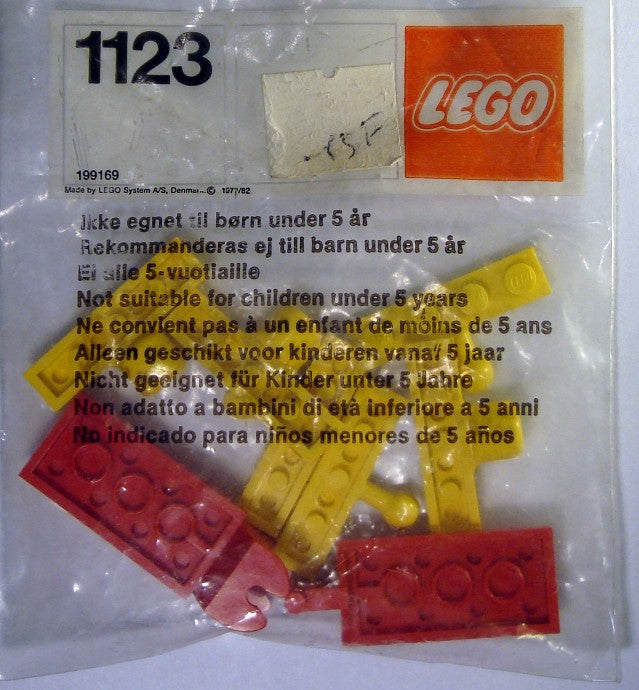 1123
LEGO
199169
Made by LEGO System A/S, Denmark © 1977/82
Ikke egnet til børn under 5 år
Rekommanderas ej till barn under 5 år
Ei alle 5-vuotiaille
Not suitable for children under 5 years
Ne convient pas à un enfant de moins de 5 ans
Alleen geschikt voor kinderen vanaf 5 jaar
Nicht geeignet für Kinder unter 5 Jahre
Non adatto a bambini di età inferiore a 5 anni
No indicado para niños menores de 5 años